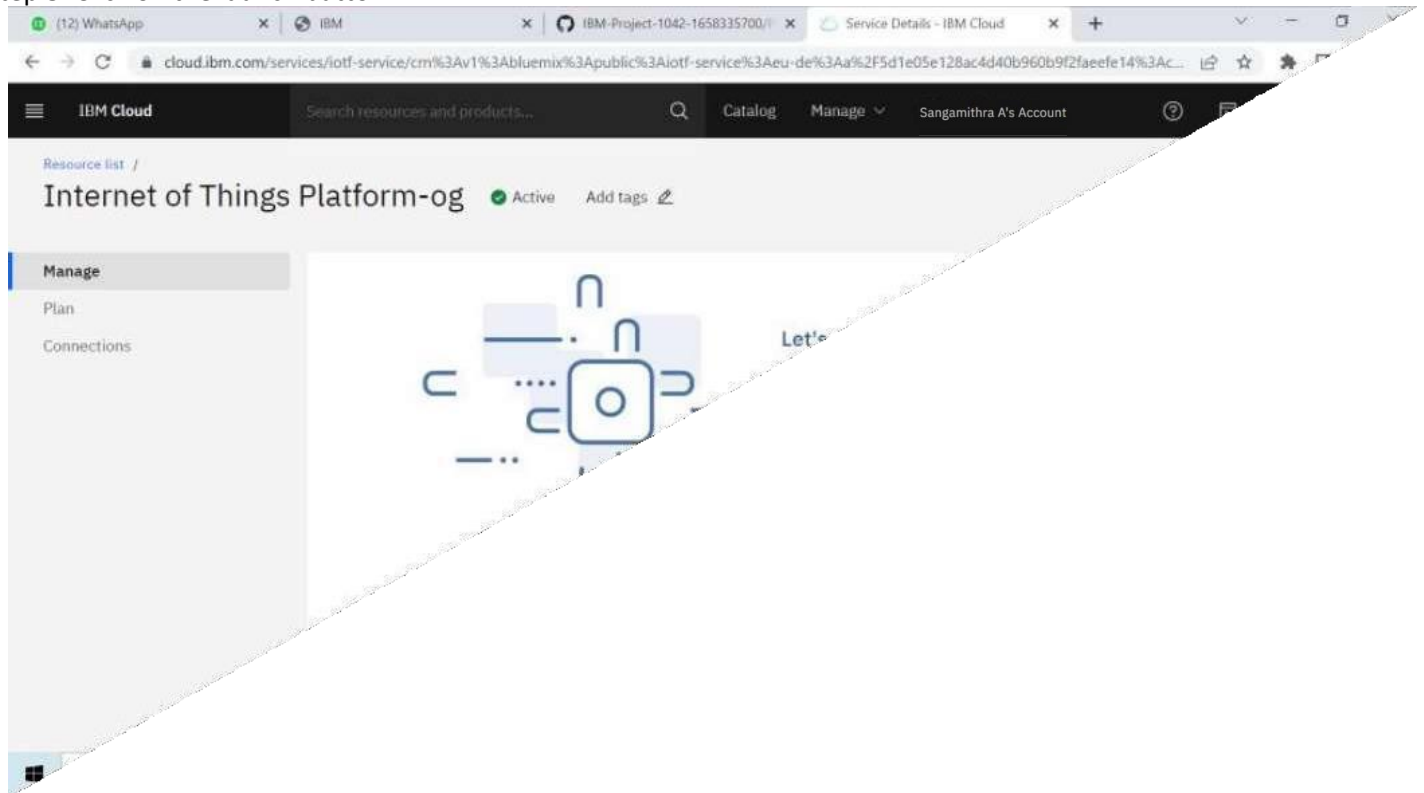 (12) WhatsApp
IBM
IBM-Project-1042-1658335700/
Service Details - IBM Cloud
cloud.ibm.com/services/iotf-service/crn%3Av1%3Abluemix%3Apublic%3Aiotf-service%3Aeu-de%3Aa%2F5d1e05e128ac4d40b960b9f2faeefe14%3Ac...
IBM Cloud
Search resources and products...
Catalog
Manage
Sangamithra A's Account
Resource list /
Internet of Things Platform-og
Active
Add tags
Manage
Plan
Connections
Let's